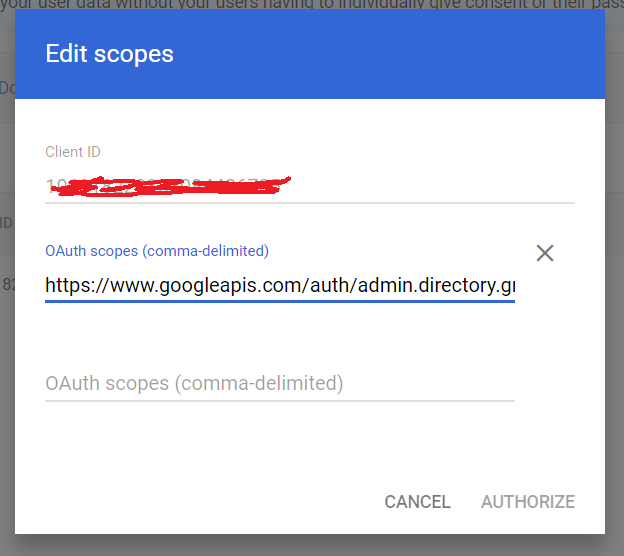 your user data without your users having to individually give consent or their pass
Edit scopes
Do
Client ID
ID
OAuth scopes (comma-delimited)
82
https://www.googleapis.com/auth/admin.directory.gr
OAuth scopes (comma-delimited)
CANCEL AUTHORIZE